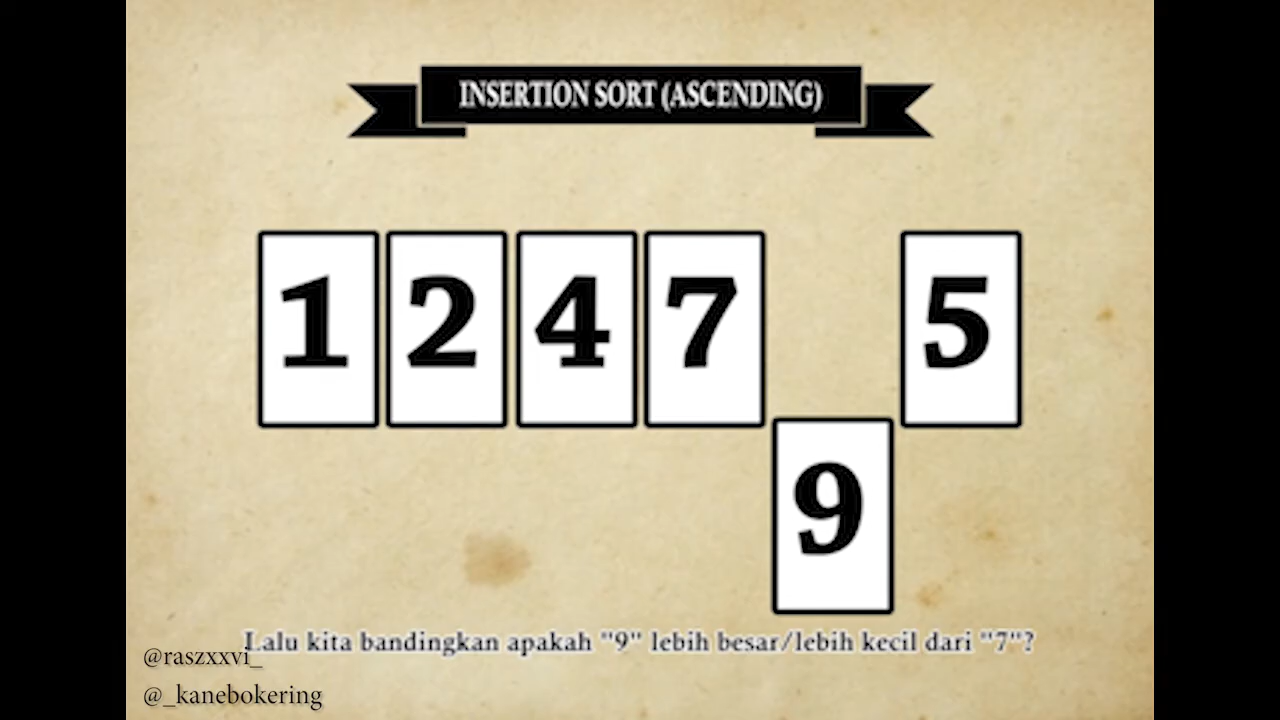 INSERTION SORT (ASCENDING)
1 2 4 7 5
9
Lalu kita bandingkan apakah "9" lebih besar/lebih kecil dari "7"?
@raszxxvi_
@_kanebokering